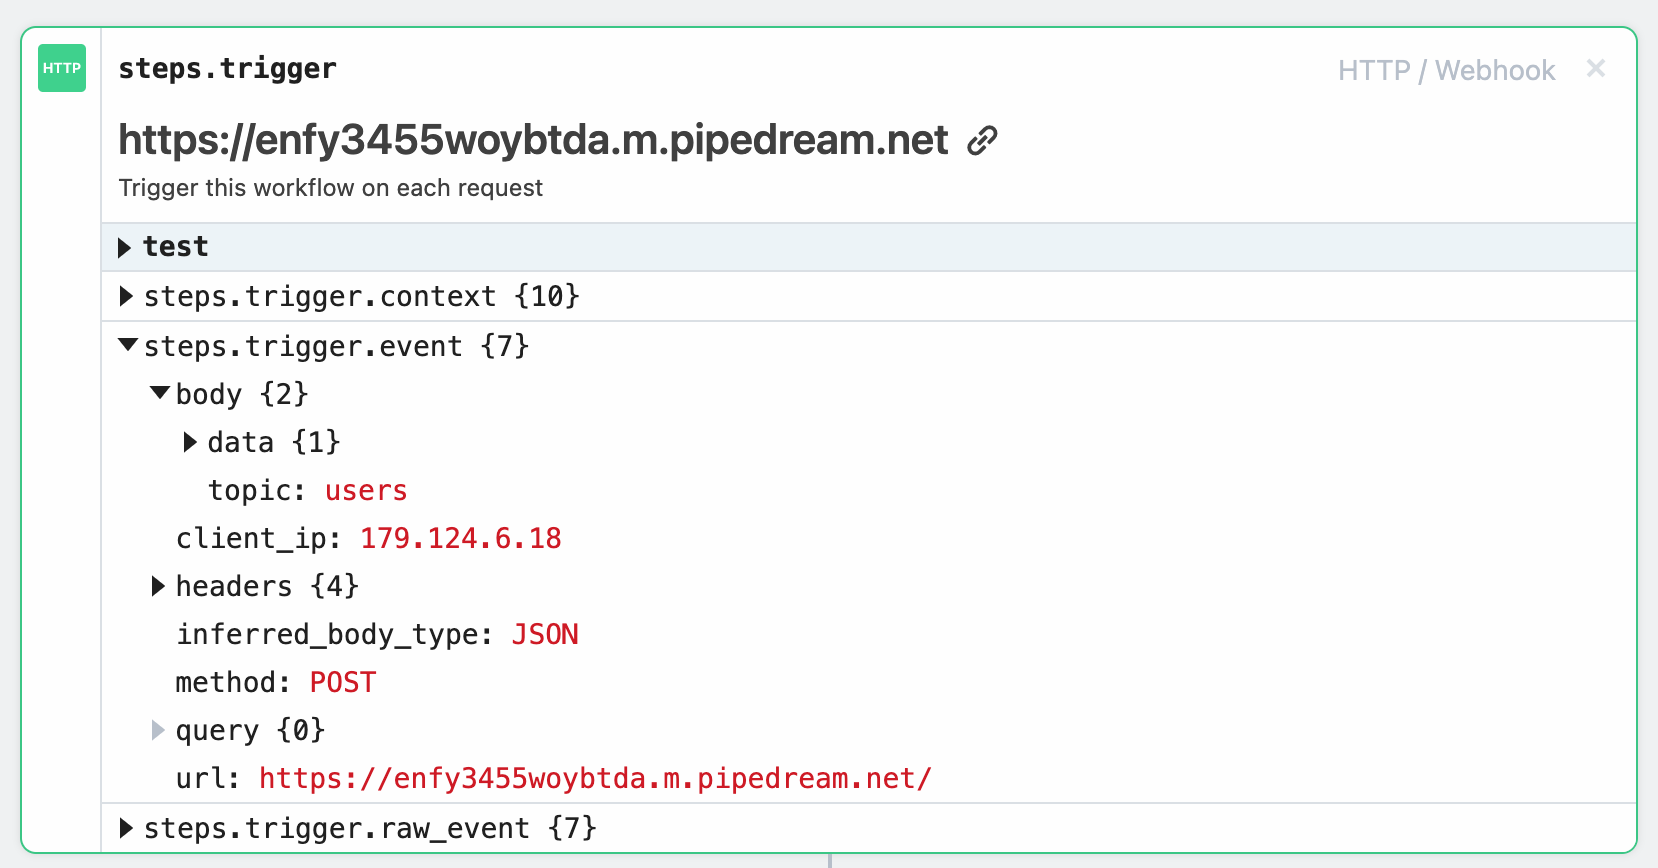 HTTP
steps.trigger
HTTP / Webhook
https://enfy3455woybtda.m.pipedream.net
Trigger this workflow on each request
test
steps.trigger.context {10}
steps.trigger.event {7}
body {2}
data {1}
topic: users
client_ip: 179.124.6.18
headers {4}
inferred_body_type: JSON
method: POST
query {0}
url: https://enfy3455woybtda.m.pipedream.net/
steps.trigger.raw_event {7}